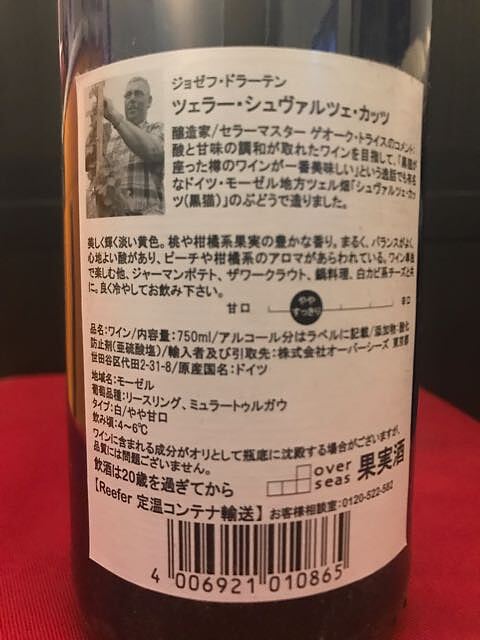 ジョゼフ・ドラーテン
ツェラー・シュヴァルツェ・カッツ
醸造家/セラーマスター ゲオーク・トライスのコメント:
酸と甘味の調和が取れたワインを目指して、「黒猫が
座った樽のワインが一番美味しい」という逸話でも有名
なドイツ・モーゼル地方ツェル畑「シュヴァルツェ・カッ
ツ(黒猫)」のぶどうで造りました。
美しく輝く淡い黄色。桃や柑橘系果実の豊かな香り。まるく、バランスがよく、
心地よい酸があり、ピーチや柑橘系のアロマがあらわれている。ワイン単体
で楽しむ他、ジャーマンポテト、ザワークラウト、鍋料理、白カビ系チーズと共
に。良く冷やしてお飲み下さい。
甘口 ややすっきり 辛口
品名:ワイン/内容量:750ml/アルコール分はラベルに記載/添加物:酸化
防止剤(亜硫酸塩)/輸入者及び引取先:株式会社オーバーシーズ 東京都
世田谷区代田2-31-8/原産国名:ドイツ
地域名:モーゼル
葡萄品種:リースリング、ミュラートゥルガウ
タイプ:白/やや甘口
飲み頃:4~6℃
ワインに含まれる成分がオリとして瓶底に沈殿する場合がございますが、
品質には問題ございません。
飲酒は20歳を過ぎてから over seas 果実酒
【Reefer 定温コンテナ輸送】 お客様相談室:0120-522-582
4 006921 010865